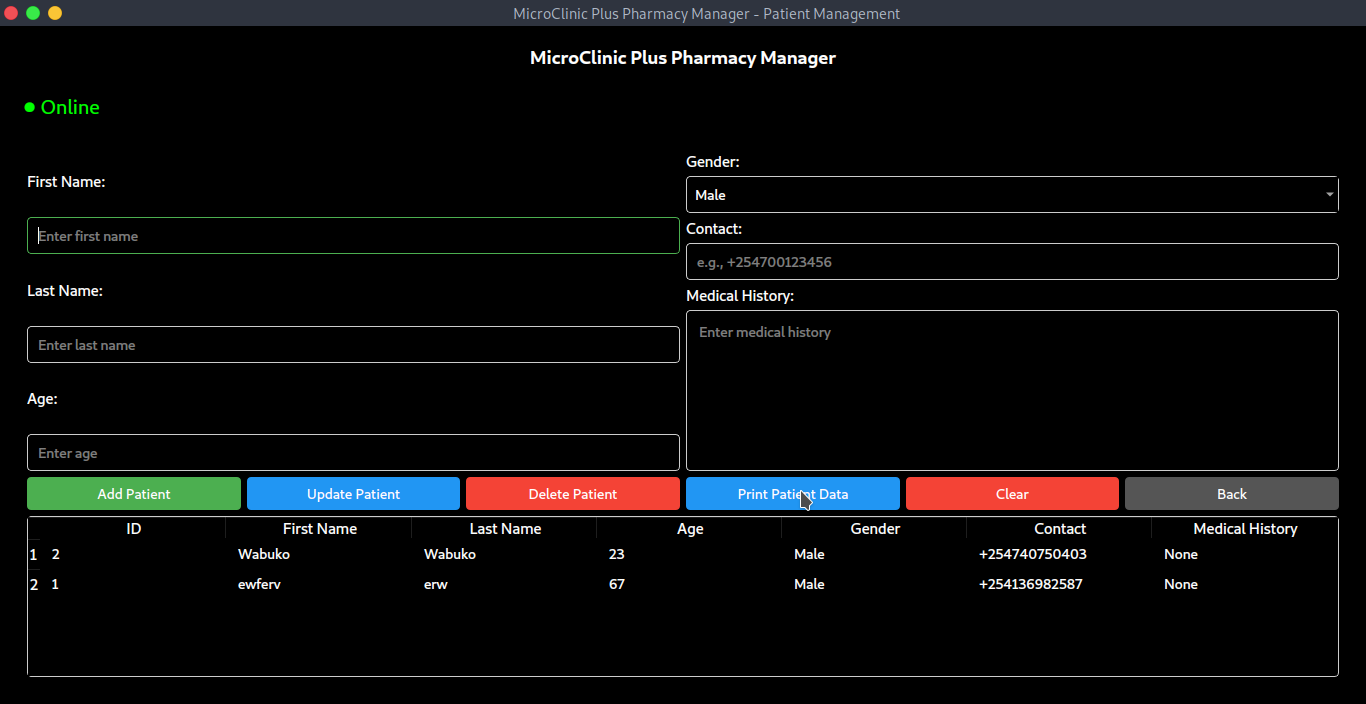 MicroClinic Plus Pharmacy Manager - Patient Management
MicroClinic Plus Pharmacy Manager
Online
First Name:
Enter first name
Last Name:
Enter last name
Age:
Enter age
Gender:
Male
Contact:
e.g., +254700123456
Medical History:
Enter medical history
Add Patient Update Patient Delete Patient Print Patient Data Clear Back
ID First Name Last Name Age Gender Contact Medical History
1 2 Wabuko Wabuko 23 Male +254740750403 None
2 1 ewferv erw 67 Male +254136982587 None